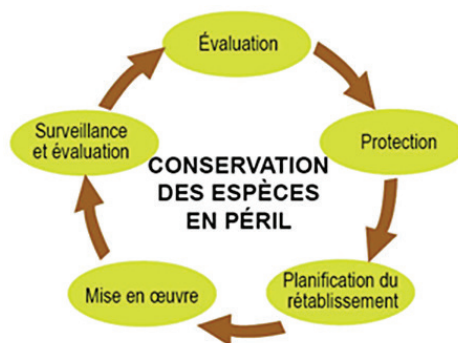 Évaluation
Protection
Planification du
rétablissement
Mise en œuvre
Surveillance
et évaluation
CONSERVATION
DES ESPÈCES
EN PÉRIL